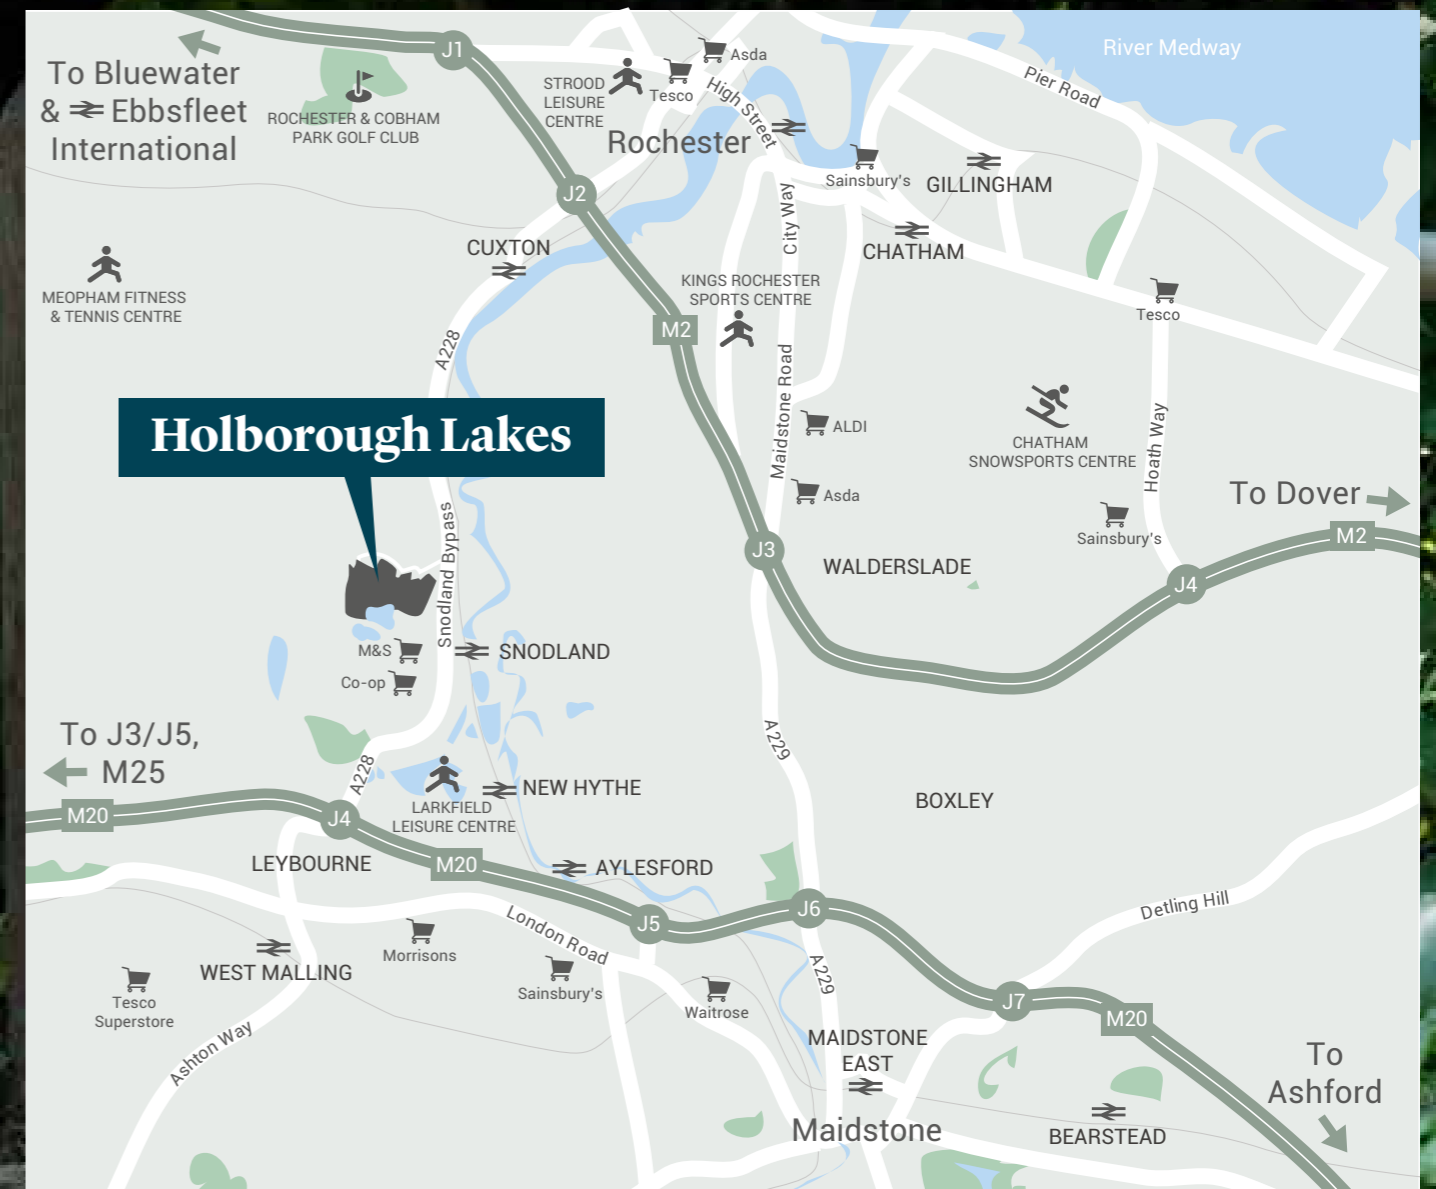 J1
To Bluewater
& Ebbsfleet
International
ROCHESTER & COBHAM
PARK GOLF CLUB
STROOD
LEISURE
CENTRE
Tesco
Asda
High Street
Rochester
River Medway
Pier Road
Sainsbury's
GILLINGHAM
J2
City Way
CHATHAM
CUXTON
MEOPHAM FITNESS
& TENNIS CENTRE
KINGS ROCHESTER
SPORTS CENTRE
M2
Tesco
A228
Maidstone Road
Holborough Lakes
ALDI
Asda
CHATHAM
SNOWSPORTS CENTRE
Hoath Way
To Dover
M2
Sainsbury's
J3
WALDERSLADE
J4
Snodland Bypass
M&S
SNODLAND
Co-op
To J3/J5,
M25
A228
A229
M20
J4
LARKFIELD
LEISURE CENTRE
NEW HYTHE
BOXLEY
LEYBOURNE
M20
AYLESFORD
J5
J6
Detling Hill
London Road
Morrisons
WEST MALLING
Sainsbury's
Waitrose
A229
J7
M20
Tesco
Superstore
Ashton Way
MAIDSTONE
EAST
Maidstone
BEARSTEAD
To
Ashford